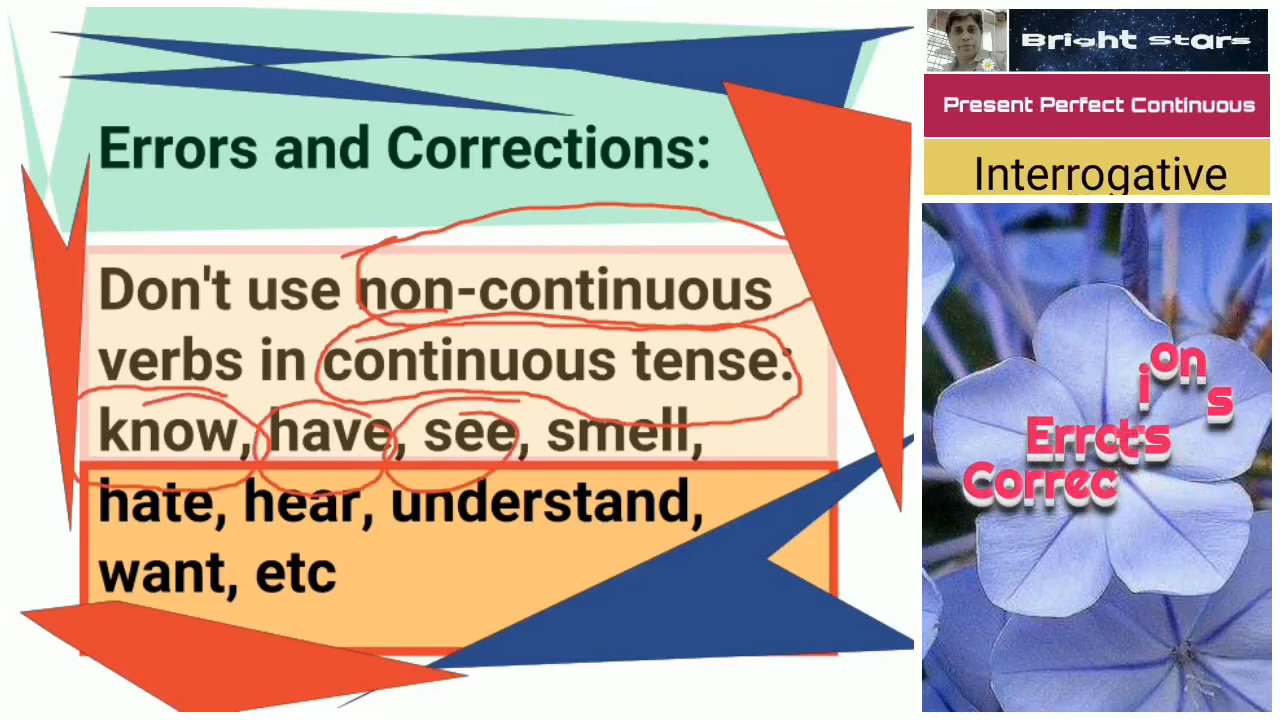 Errors and Corrections:
Don't use non-continuous
verbs in continuous tense:
know, have, see, smell,
hate, hear, understand,
want, etc
Bright stars
Present Perfect Continuous
Interrogative